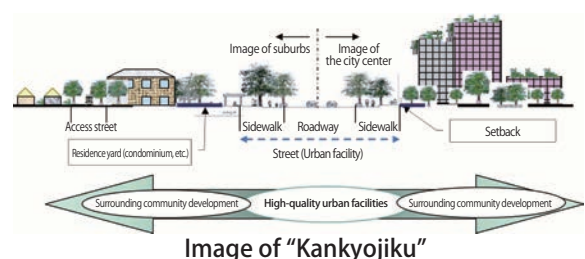 Image of suburbs
Image of
the city center
Access street
Sidewalk
Roadway
Sidewalk
Setback
Residence yard (condominium, etc.)
Street (Urban facility)
Surrounding community development
High-quality urban facilities
Surrounding community development
Image of “Kankyojiku”